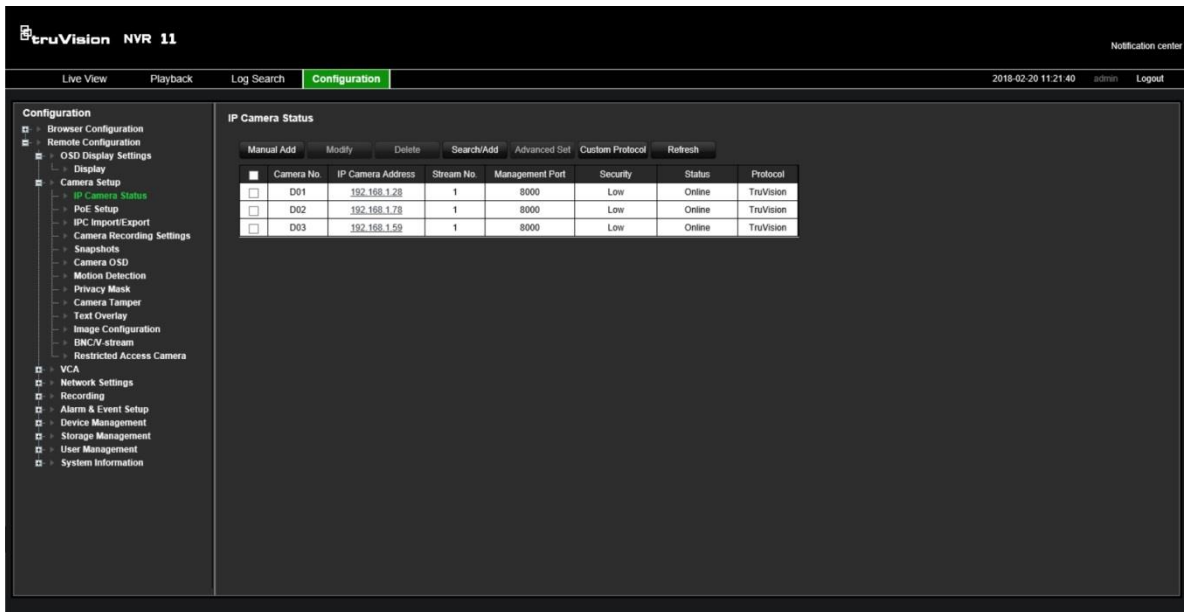 truVision NVR 11
Notification center
Live View Playback Log Search Configuration 2018-02-20 11:21:40 admin Logout
Configuration
Browser Configuration
Remote Configuration
OSD Display Settings
Display
Camera Setup
IP Camera Status
PoE Setup
IPC Import/Export
Camera Recording Settings
Snapshots
Camera OSD
Motion Detection
Privacy Mask
Camera Tamper
Text Overlay
Image Configuration
BNC/V-stream
Restricted Access Camera
VCA
Network Settings
Recording
Alarm & Event Setup
Device Management
Storage Management
User Management
System Information
IP Camera Status
Manual Add Modify Delete Search/Add Advanced Set Custom Protocol Refresh
Camera No. IP Camera Address Stream No. Management Port Security Status Protocol
D01 192.168.1.28 1 8000 Low Online TruVision
D02 192.168.1.78 1 8000 Low Online TruVision
D03 192.168.1.59 1 8000 Low Online TruVision